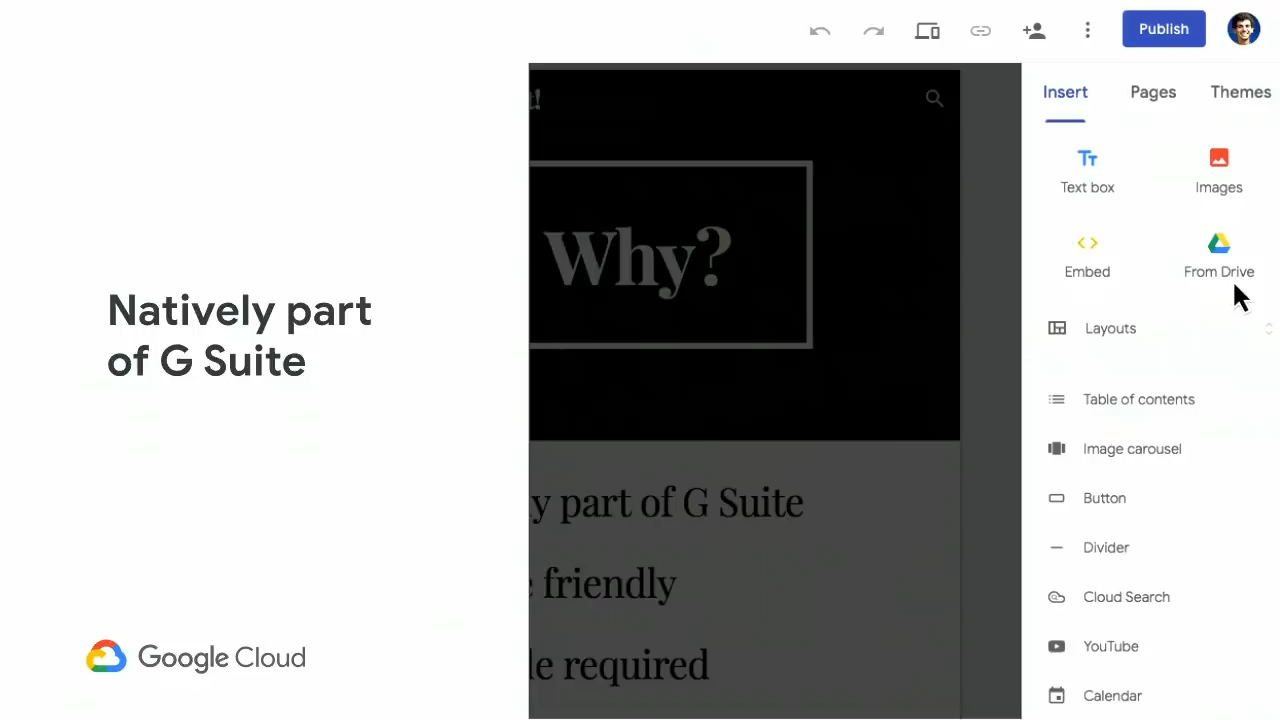 Publish
Insert Pages Themes
Text box Images
Embed From Drive
Layouts
Table of contents
Image carousel
Button
Divider
Cloud Search
YouTube
Calendar
Why?
y part of G Suite
friendly
le required
Natively part
of G Suite
Google Cloud